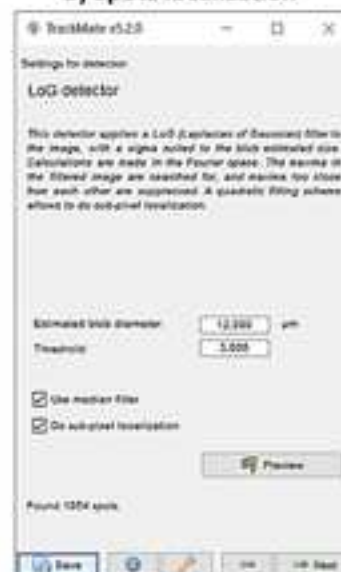 TrackMate v5.2.0
Settings for detection
LoG detector
This detector applies a LoG (Laplacian of Gaussian) filter to
the image, with a sigma suited to the blob estimated size.
Calculations are made in the Fourier space. The maxima in
the filtered image are searched for, and maxima too close
from each other are suppressed. A quadratic fitting scheme
allows to do sub-pixel localization.
Estimated blob diameter: 12.000 µm
Threshold:
Use median filter
Do sub-pixel localization
Preview
spots.
Save
Next